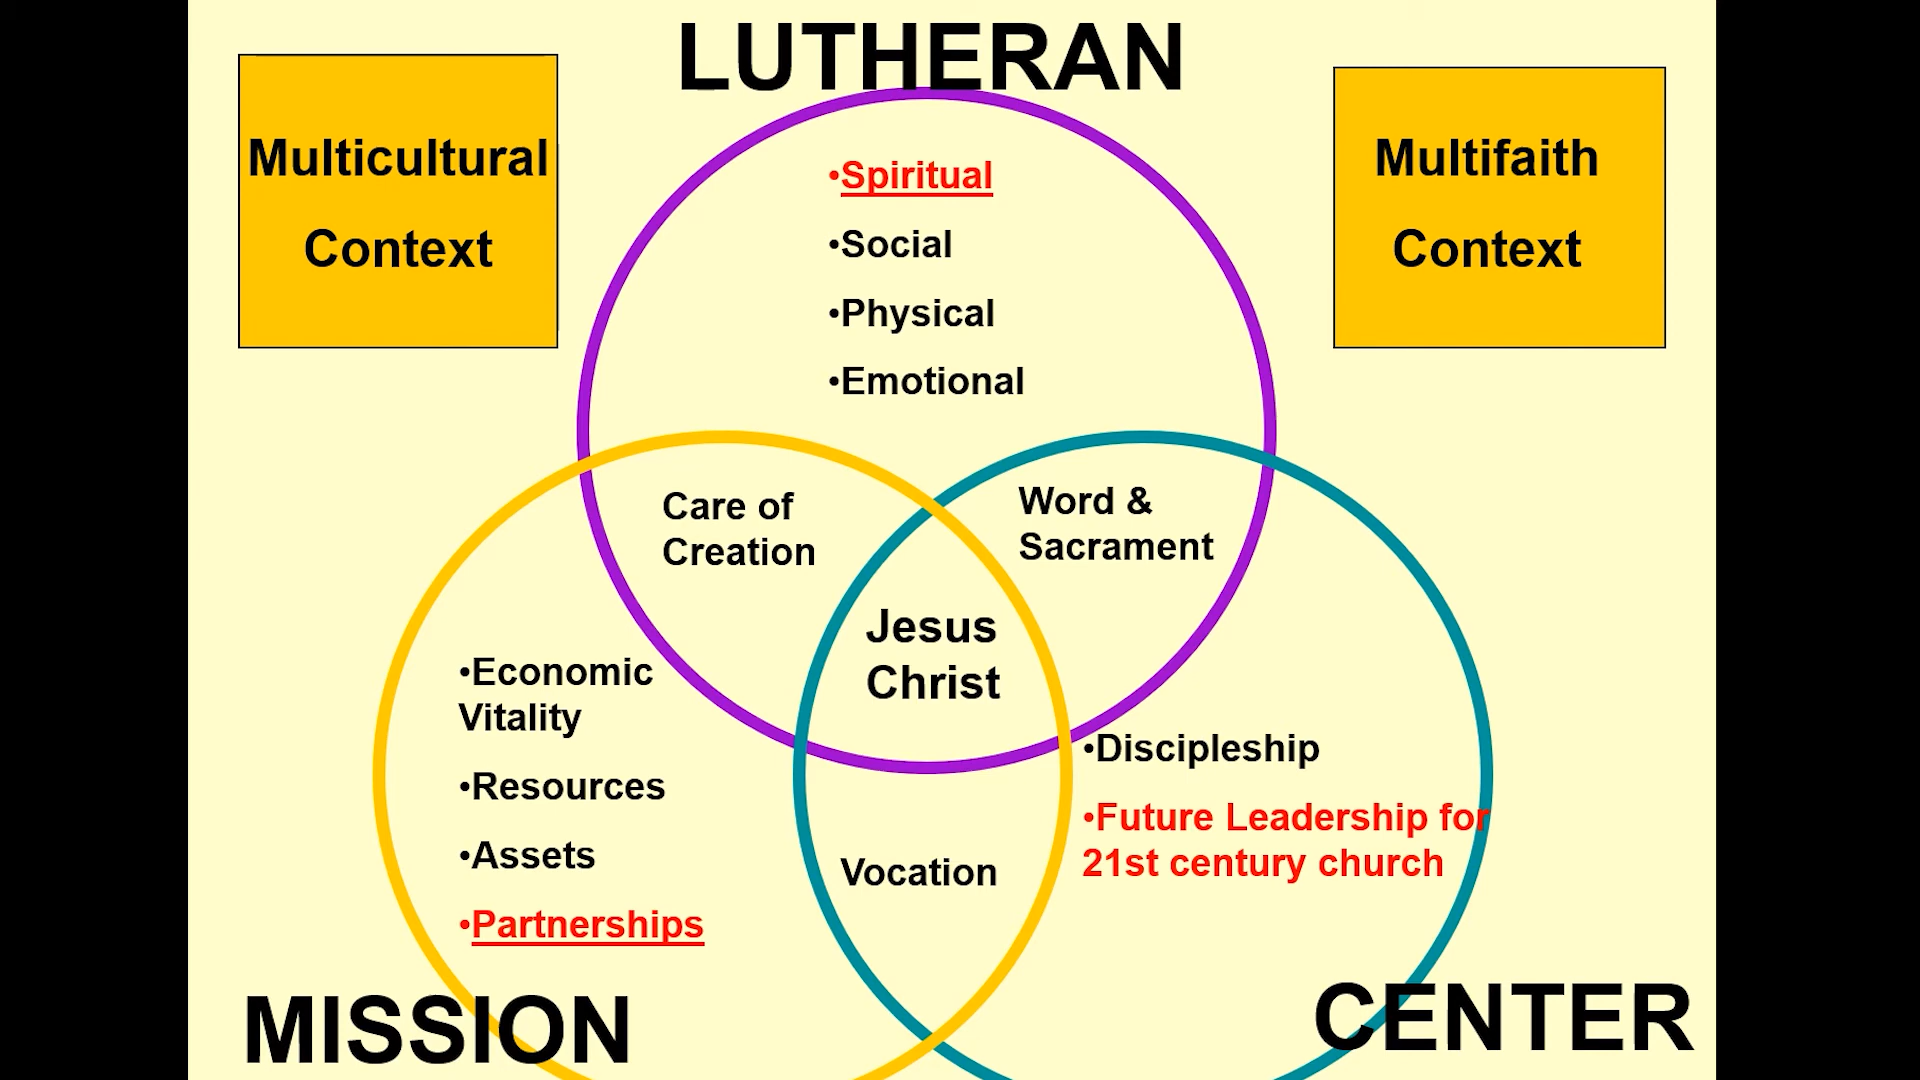 LUTHERAN
Multicultural
Context
Multifaith
Context
•Spiritual
•Social
•Physical
•Emotional
Care of
Creation
Word &
Sacrament
Jesus
Christ
•Economic
Vitality
•Resources
•Assets
•Partnerships
Vocation
•Discipleship
•Future Leadership for
21st century church
MISSION
CENTER